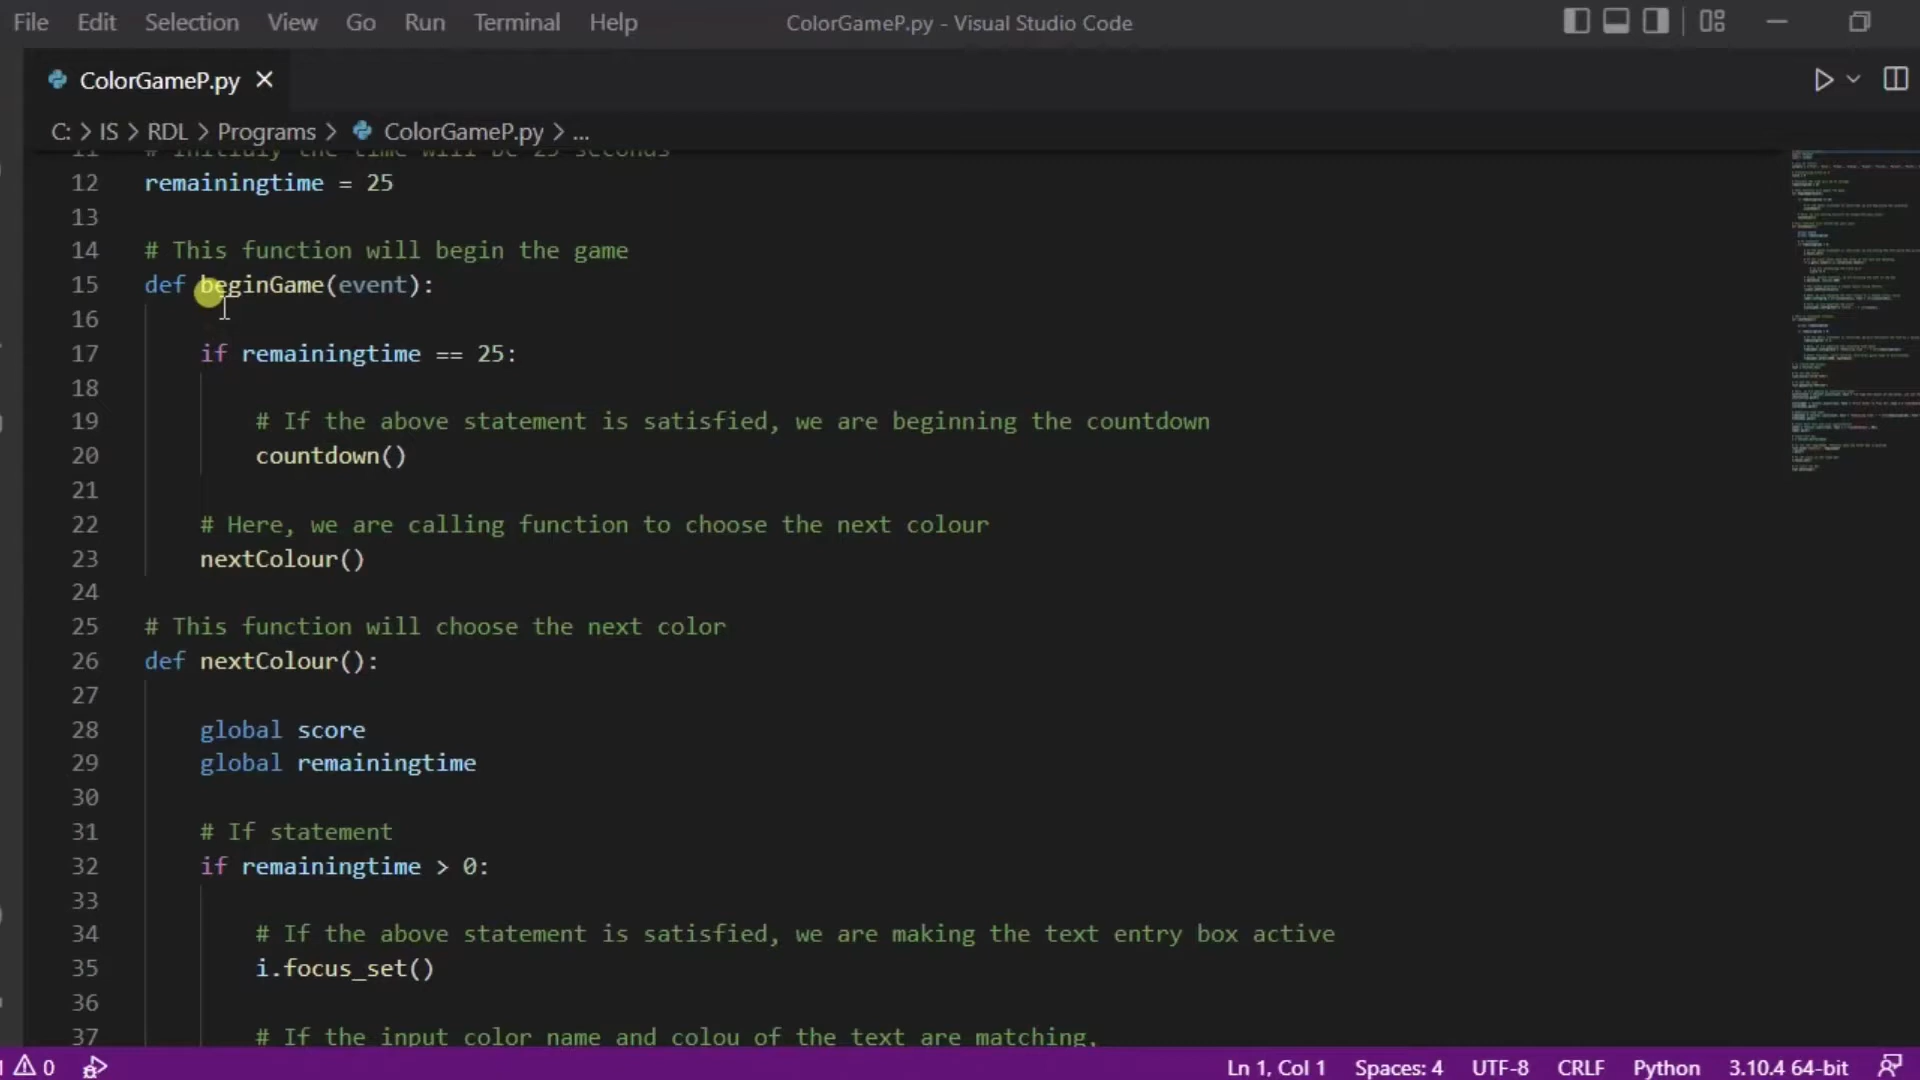 File Edit Selection View Go Run Terminal Help ColorGameP.py - Visual Studio Code
ColorGameP.py
C: > IS > RDL > Programs > ColorGameP.py > ...
the time will be 25 seconds
12 remainingtime = 25
13
14 # This function will begin the game
15 def beginGame(event):
16
17 if remainingtime == 25:
18
19 # If the above statement is satisfied, we are beginning the countdown
20 countdown()
21
22 # Here, we are calling function to choose the next colour
23 nextColour()
24
25 # This function will choose the next color
26 def nextColour():
27
28 global score
29 global remainingtime
30
31 # If statement
32 if remainingtime > 0:
33
34 # If the above statement is satisfied, we are making the text entry box active
35 i.focus_set()
36
37 # If the input color name and colou of the text are matching,
0 Ln 1, Col 1 Spaces: 4 UTF-8 CRLF Python 3.10.4 64-bit